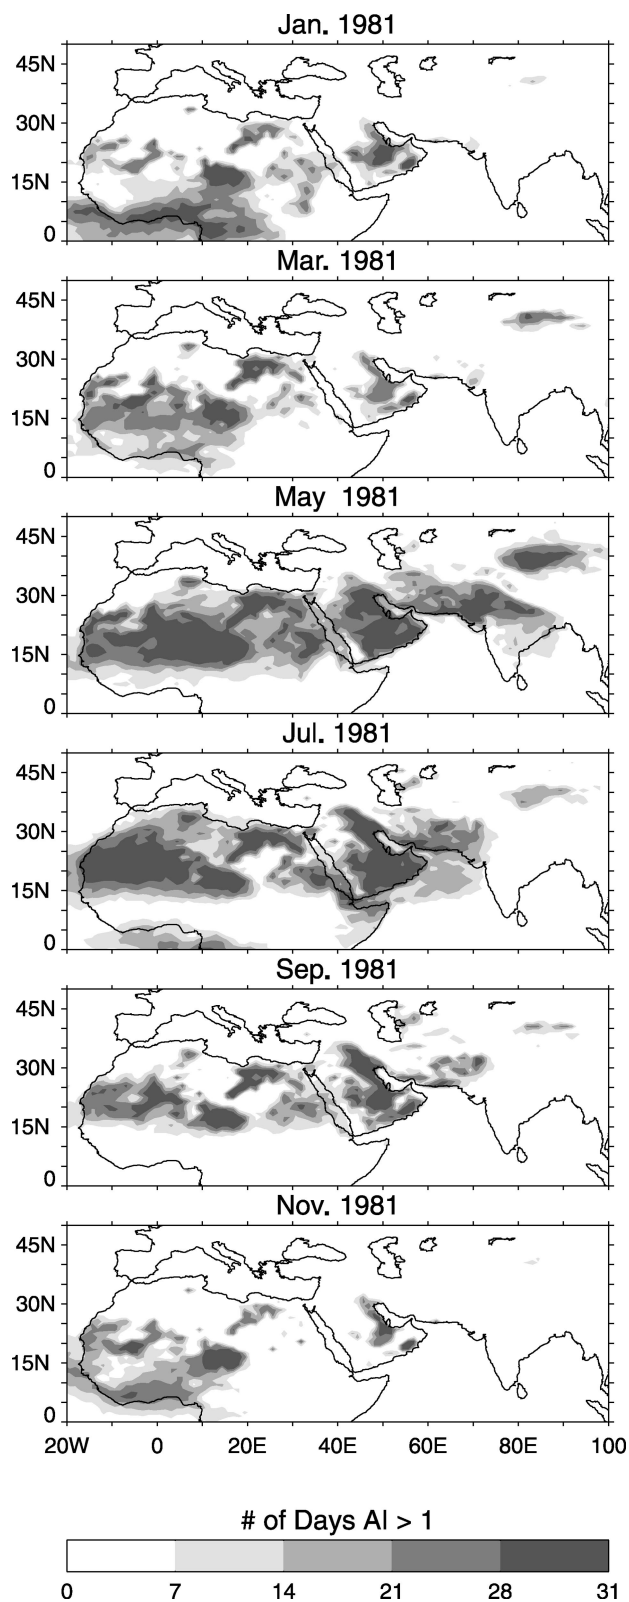 Jan. 1981
45N
30N
15N
0
Mar. 1981
45N
30N
15N
0
May 1981
45N
30N
15N
0
Jul. 1981
45N
30N
15N
0
Sep. 1981
45N
30N
15N
0
Nov. 1981
45N
30N
15N
0
20W 0 20E 40E 60E 80E 100
# of Days AI > 1
0 7 14 21 28 31